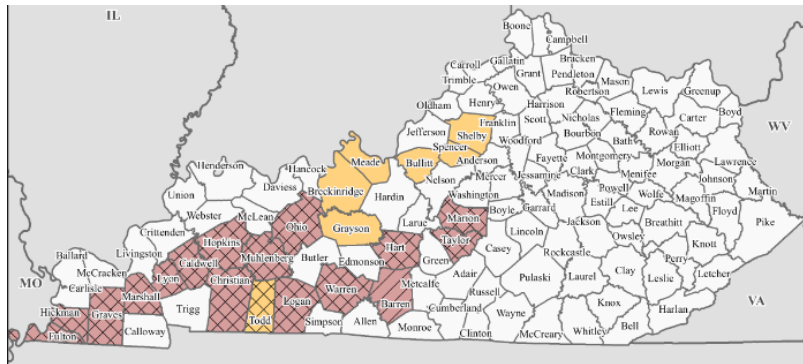 IL
Boone
Campbell
Carroll Gallatin Bracken
Grant Pendleton Mason
Trimble Owen Robertson Lewis Greenup
Oldham Henry Harrison Fleming Carter Boyd
Jefferson Franklin Scott Nicholas
Shelby Bourbon Rowan WV
Spencer Woodford Bath Elliott
Meade Bullitt Anderson Fayette Montgomery Morgan Lawrence
Hancock Nelson Mercer Jessamine Clark Menifee Johnson
Henderson Daviess Breckinridge Hardin Washington Madison Powell Wolfe Magoffin Martin
Union Estill Lee
Webster McLean Ohio Grayson Larue Marion Boyle Garrard Breathitt Floyd Pike
Crittenden Hopkins Hart Taylor Lincoln Jackson Owsley Knott
Ballard Livingston Caldwell Muhlenberg Butler Edmonson Green Casey Rockcastle Perry
MO McCracken Lyon Christian Warren Metcalfe Adair Pulaski Laurel Clay Leslie Letcher
Carlisle Marshall Logan Barren Russell
Hickman Graves Trigg Todd Simpson Allen Cumberland Wayne Knox Harlan VA
Fulton Calloway Monroe Clinton McCreary Whitley Bell